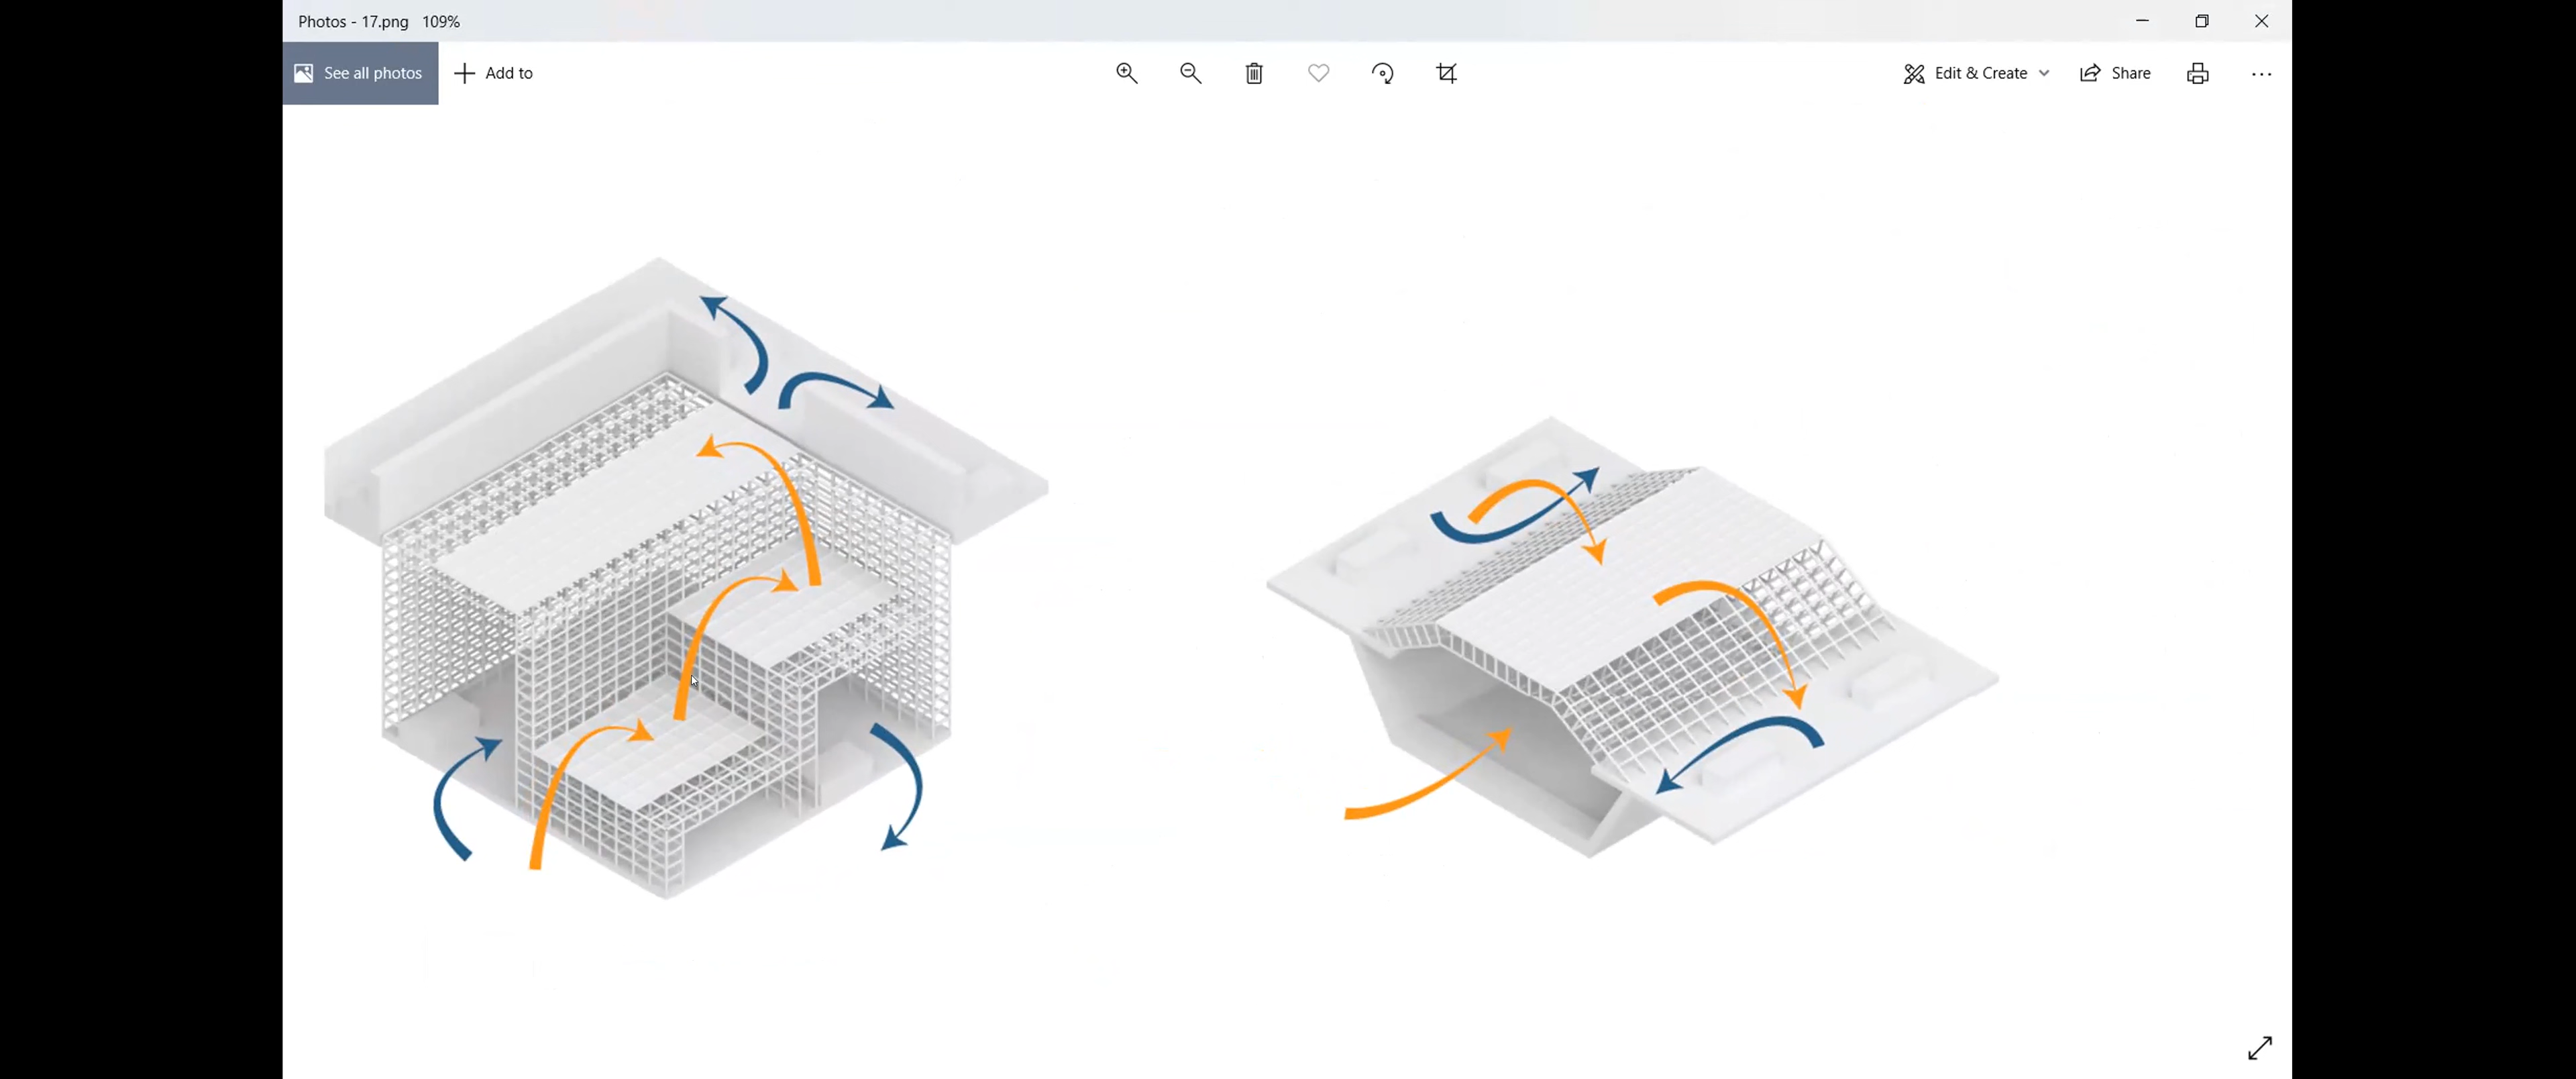 Photos - 17.png 109%
See all photos
Add to
Edit & Create
Share